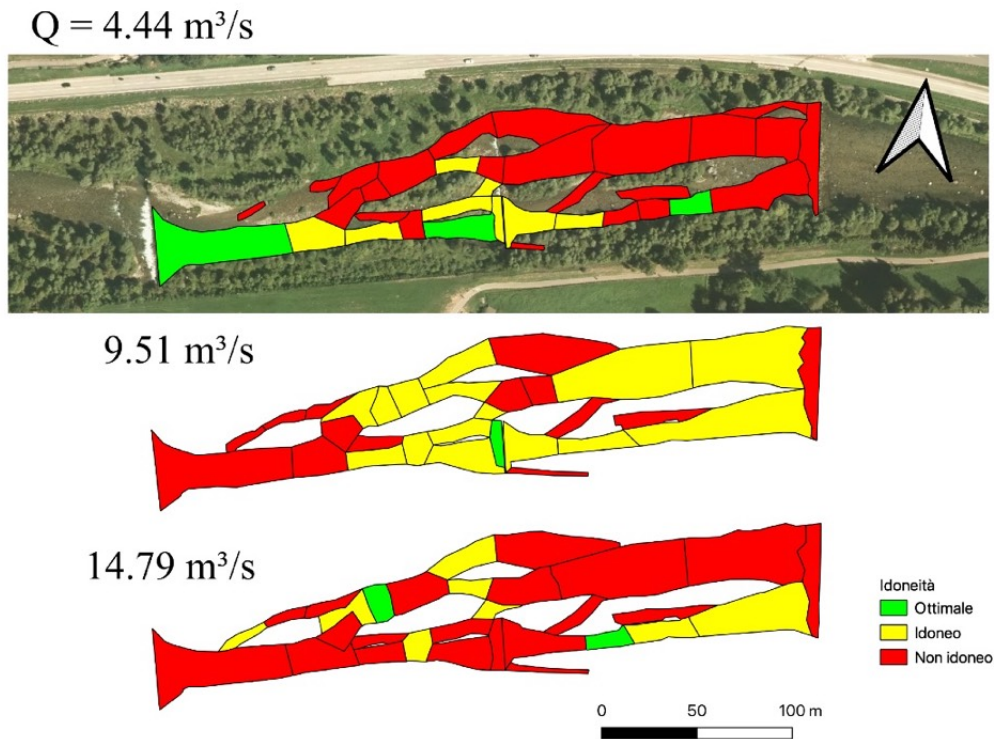 Q = 4.44 m³/s
9.51 m³/s
14.79 m³/s
Idoneità
Ottimale
Idoneo
Non idoneo
0 50 100 m